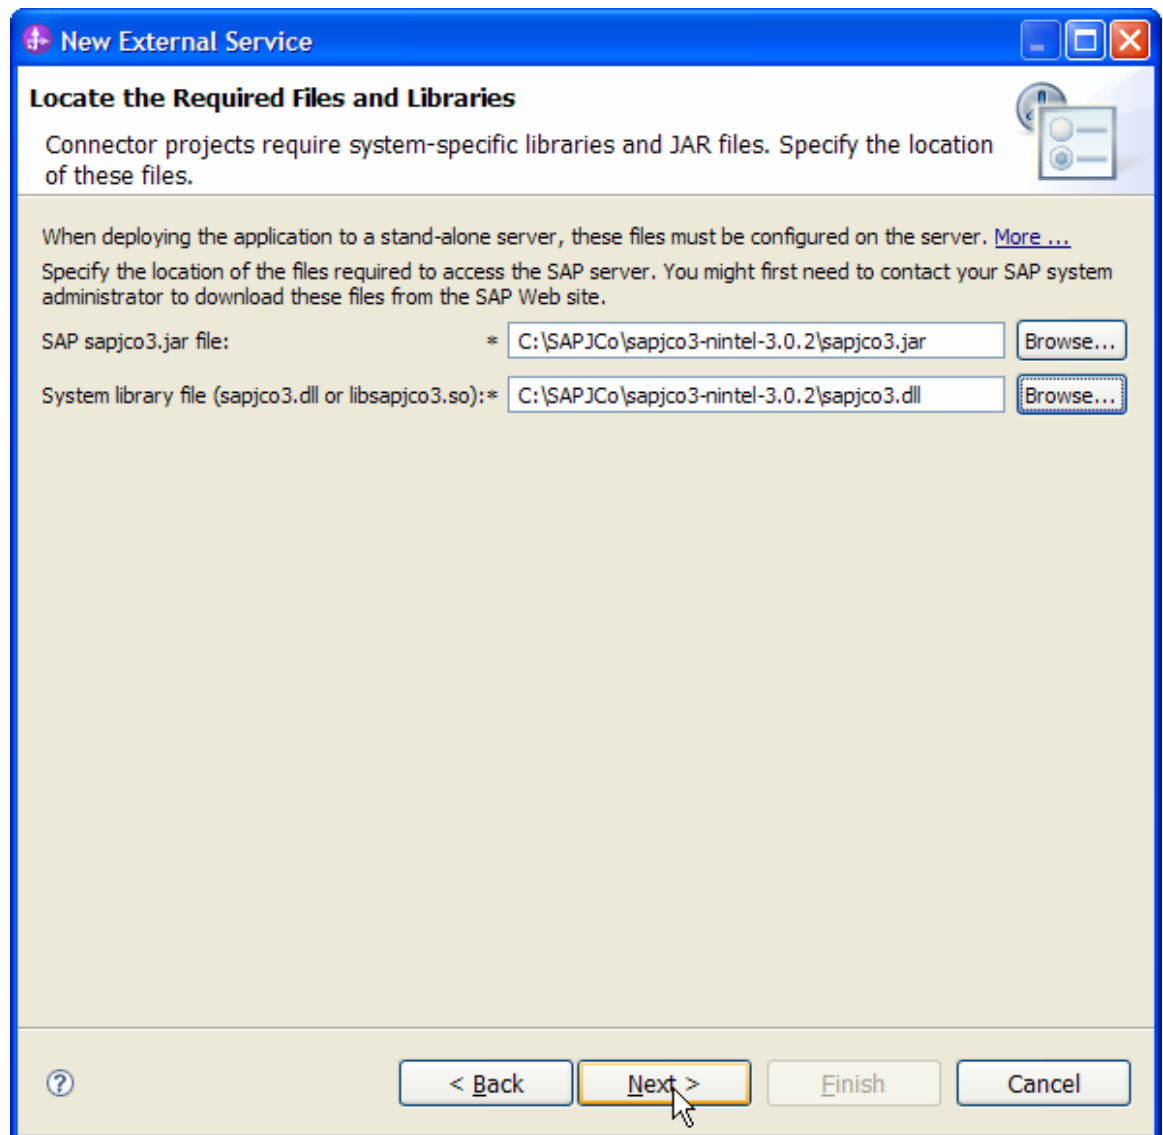 New External Service
Locate the Required Files and Libraries
Connector projects require system-specific libraries and JAR files. Specify the location
of these files.
When deploying the application to a stand-alone server, these files must be configured on the server. More ...
Specify the location of the files required to access the SAP server. You might first need to contact your SAP system
administrator to download these files from the SAP Web site.
SAP sapjco3.jar file: * C:\SAPJCo\sapjco3-nintel-3.0.2\sapjco3.jar Browse...
System library file (sapjco3.dll or libsapjco3.so):* C:\SAPJCo\sapjco3-nintel-3.0.2\sapjco3.dll Browse...
? < Back Next > Finish Cancel